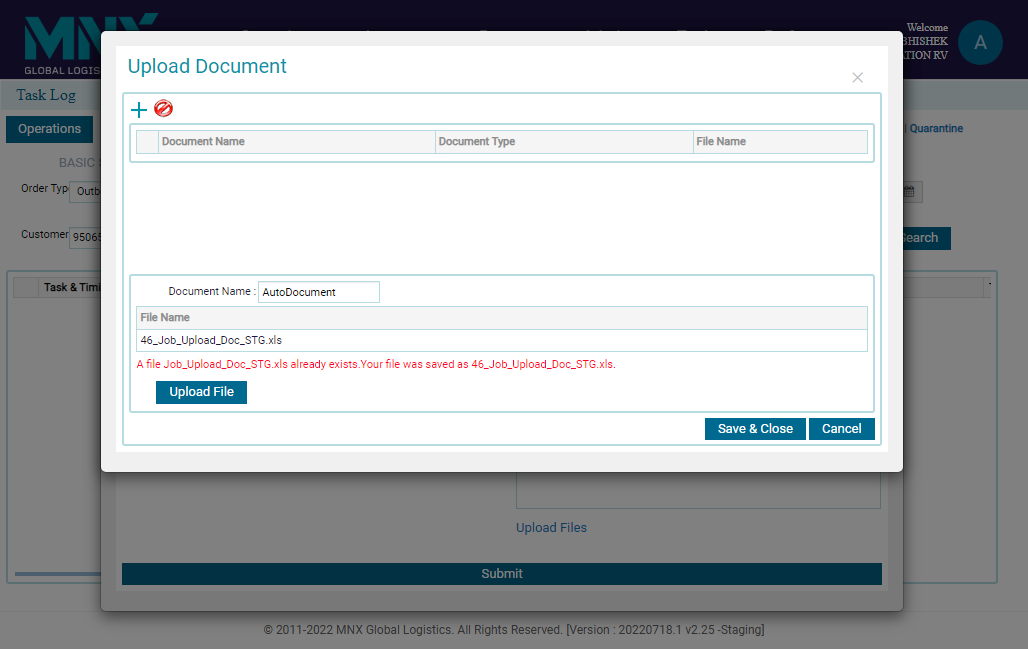 MNX
GLOBAL LOGIS
Welcome
BHISHEK
TION RV
A
Task Log
Operations
| Quarantine
BASIC
Order Typ
Outb
Customer
95065
Search
Task & Timi
Upload Document
Document Name
Document Type
File Name
Document Name :
AutoDocument
File Name
46_Job_Upload_Doc_STG.xls
A file Job_Upload_Doc_STG.xls already exists.Your file was saved as 46_Job_Upload_Doc_STG.xls.
Upload File
Save & Close
Cancel
Upload Files
Submit
© 2011-2022 MNX Global Logistics. All Rights Reserved. [Version : 20220718.1 v2.25 -Staging]